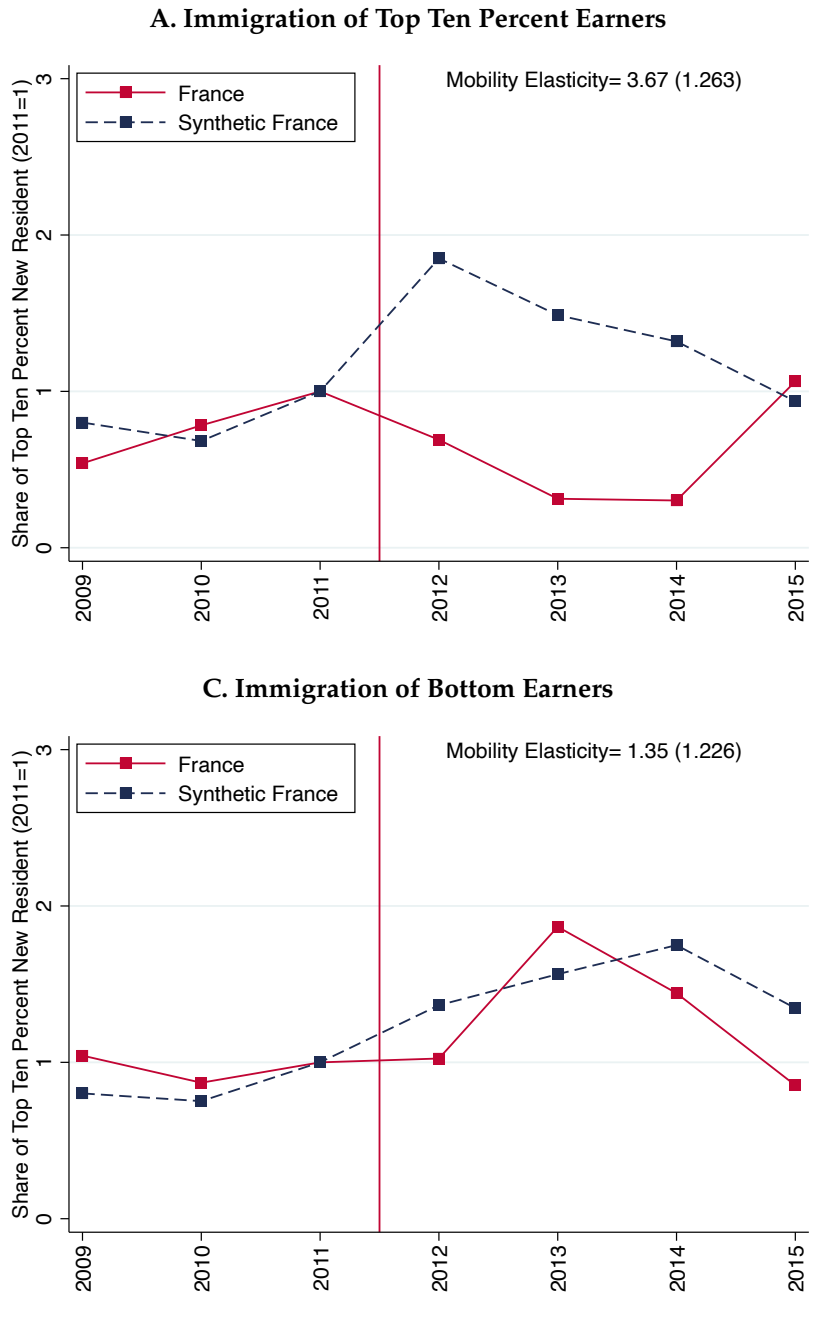 A. Immigration of Top Ten Percent Earners
Share of Top Ten Percent New Resident (2011=1)
3
2
1
0
France
Synthetic France
Mobility Elasticity= 3.67 (1.263)
2009
2010
2011
2012
2013
2014
2015
C. Immigration of Bottom Earners
Share of Top Ten Percent New Resident (2011=1)
3
2
1
0
France
Synthetic France
Mobility Elasticity= 1.35 (1.226)
2009
2010
2011
2012
2013
2014
2015